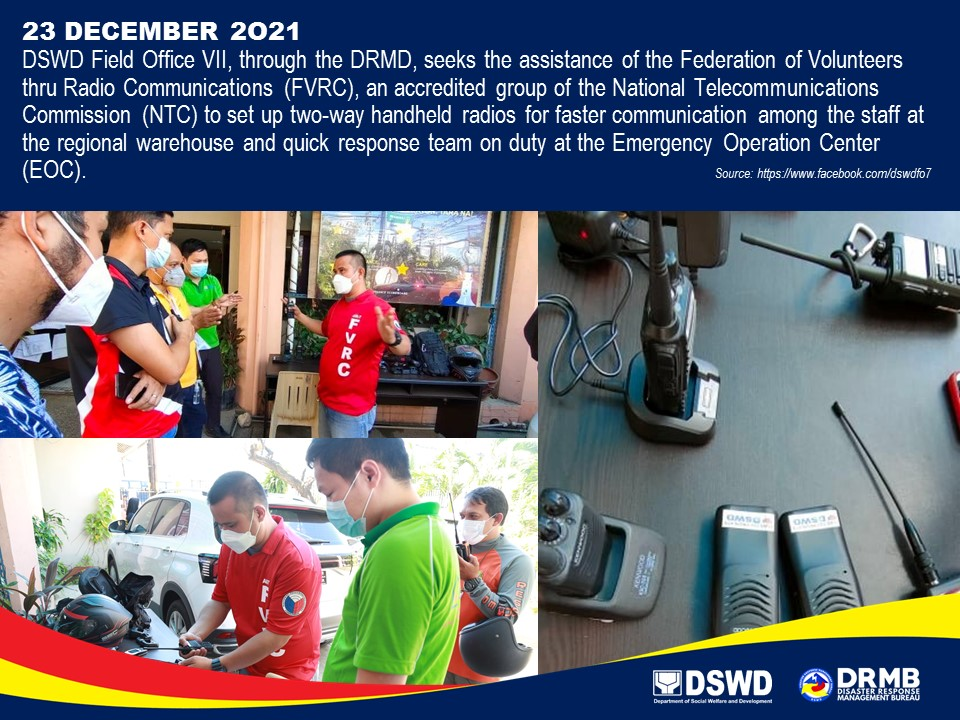 23 DECEMBER 2O21
DSWD Field Office VII, through the DRMD, seeks the assistance of the Federation of Volunteers
thru Radio Communications (FVRC), an accredited group of the National Telecommunications
Commission (NTC) to set up two-way handheld radios for faster communication among the staff at
the regional warehouse and quick response team on duty at the Emergency Operation Center
(EOC).
Source: https://www.facebook.com/dswdfo7
FVRC
FVRC
KENWOOD
DSWD
DSWD
DSWD
Department of Social Welfare and Development
DRMB
DISASTER RESPONSE
MANAGEMENT BUREAU